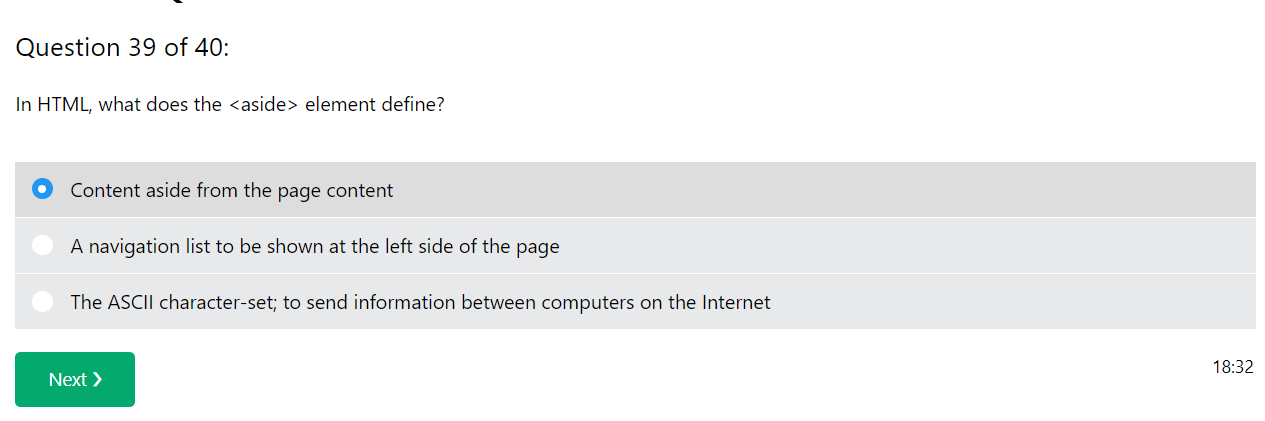 Question 39 of 40:
In HTML, what does the <aside> element define?
Content aside from the page content
A navigation list to be shown at the left side of the page
The ASCII character-set; to send information between computers on the Internet
Next ❯
18:32